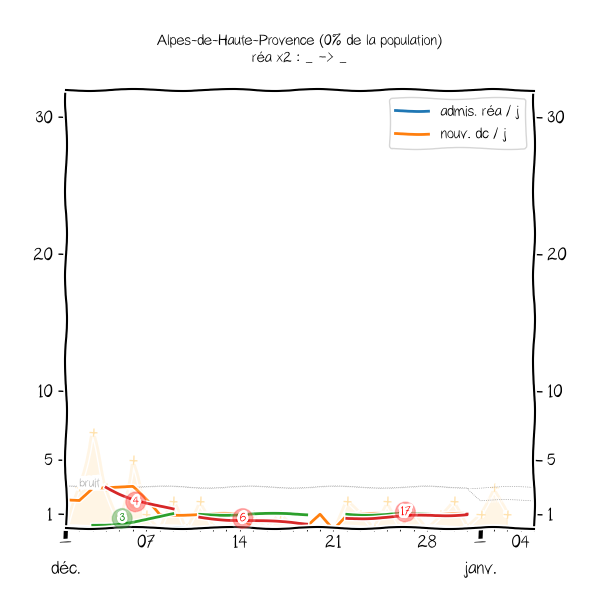 Alpes-de-Haute-Provence (0% de la population)
réa x2 : _ -> _
admis. réa / j
nouv. dc / j
30
30
20
20
10
10
5
5
bruit
4
1
3
6
17
1
07
14
21
28
04
déc.
janv.